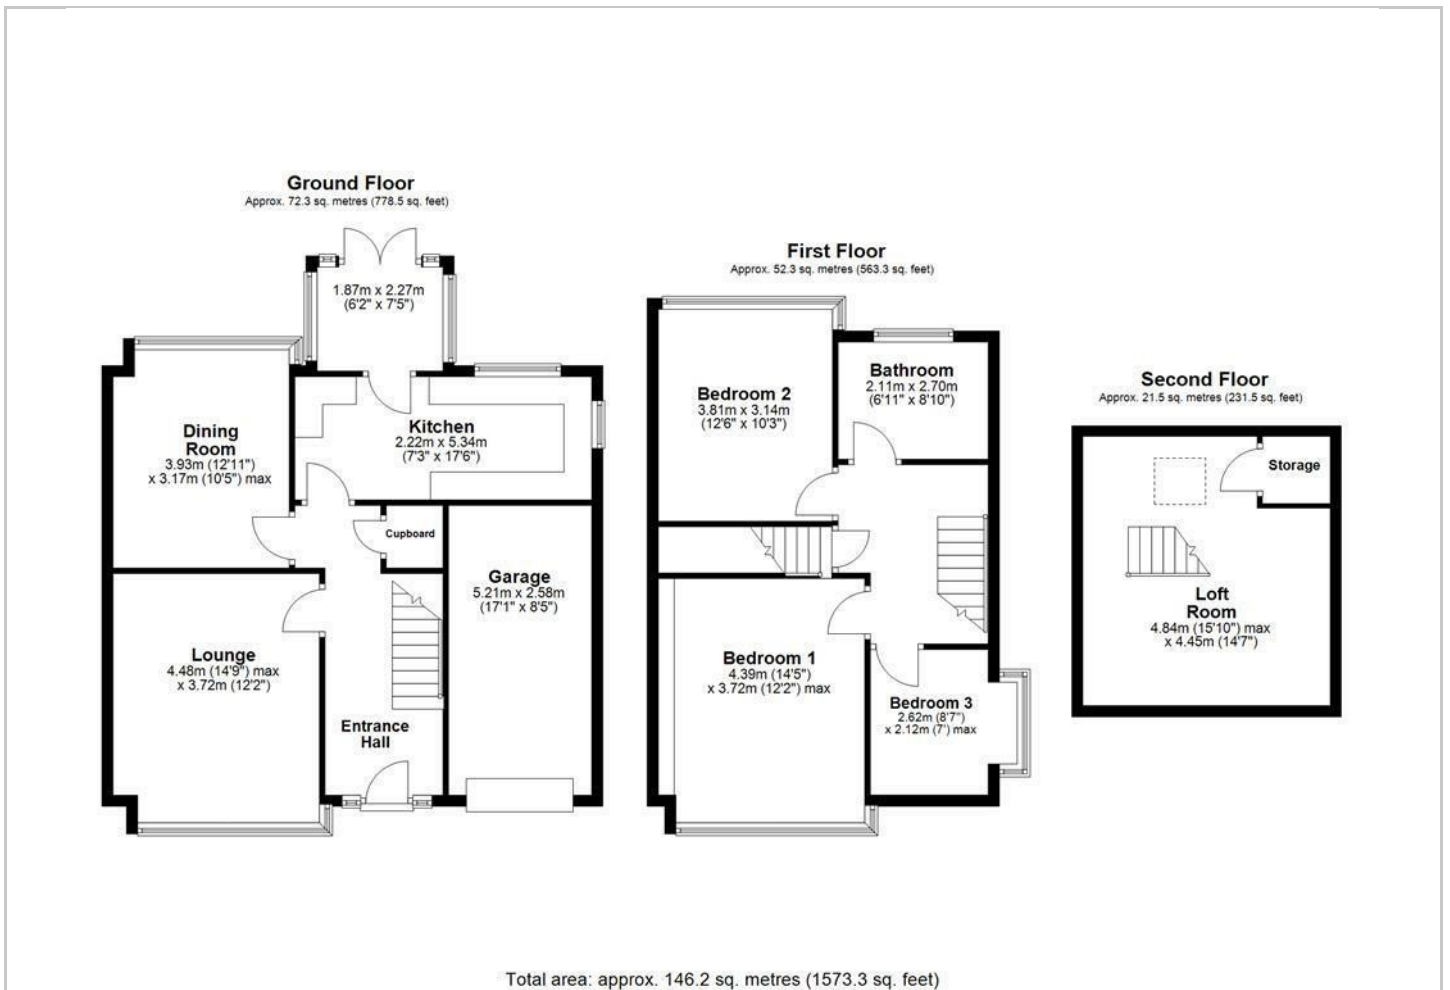 Ground Floor
Approx. 72.3 sq. metres (778.5 sq. feet)
1.87m x 2.27m
(6'2" x 7'5")
Dining
Room
3.93m (12'11")
x 3.17m (10'5") max
Kitchen
2.22m x 5.34m
(7'3" x 17'6")
Cupboard
Garage
5.21m x 2.58m
(17'1" x 8'5")
Lounge
4.48m (14'9") max
x 3.72m (12'2")
Entrance
Hall
First Floor
Approx. 52.3 sq. metres (563.3 sq. feet)
Bedroom 2
3.81m x 3.14m
(12'6" x 10'3")
Bathroom
2.11m x 2.70m
(6'11" x 8'10")
Bedroom 1
4.39m (14'5")
x 3.72m (12'2") max
Bedroom 3
2.62m (8'7")
x 2.12m (7') max
Second Floor
Approx. 21.5 sq. metres (231.5 sq. feet)
Storage
Loft
Room
4.84m (15'10") max
x 4.45m (14'7")
Total area: approx. 146.2 sq. metres (1573.3 sq. feet)